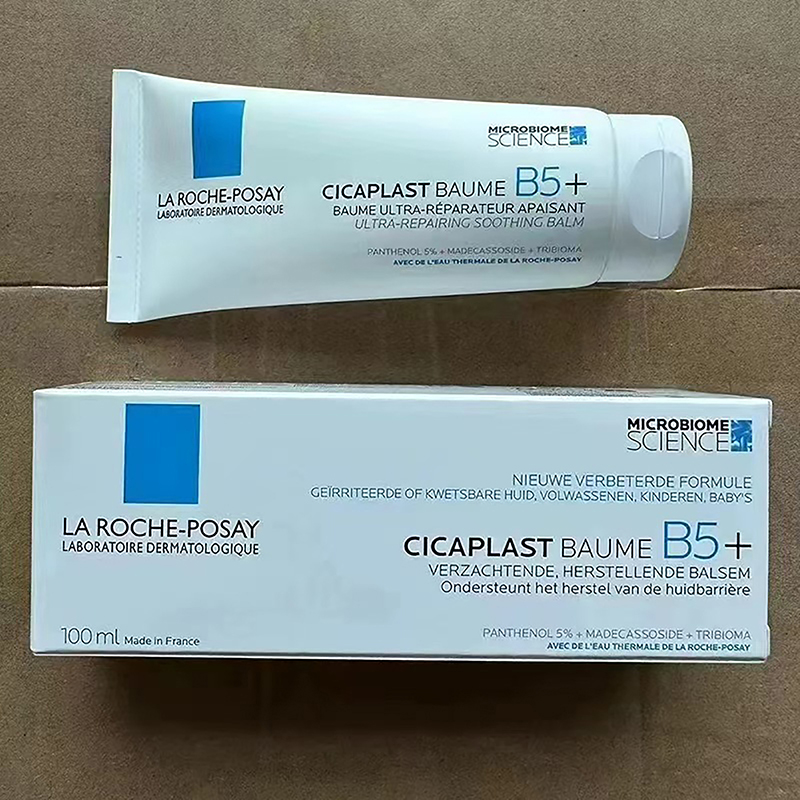 MICROBIOME
SCIENCE
LA ROCHE-POSAY
LABORATOIRE DERMATOLOGIQUE
CICAPLAST BAUME B5+
BAUME ULTRA-RÉPARATEUR APAISANT
ULTRA-REPAIRING SOOTHING BALM
PANTHENOL 5% + MADECASSOSIDE + TRIBIOMA
AVEC DE L'EAU THERMALE DE LA ROCHE-POSAY
MICROBIOME
SCIENCE
NIEUWE VERBETERDE FORMULE
GEÏRRITEERDE OF KWETSBARE HUID, VOLWASSENEN, KINDEREN, BABY'S
LA ROCHE-POSAY
LABORATOIRE DERMATOLOGIQUE
CICAPLAST BAUME B5+
VERZACHTENDE, HERSTELLENDE BALSEM
Ondersteunt het herstel van de huidbarrière
100 ml Made in France
PANTHENOL 5% + MADECASSOSIDE + TRIBIOMA
AVEC DE L'EAU THERMALE DE LA ROCHE-POSAY